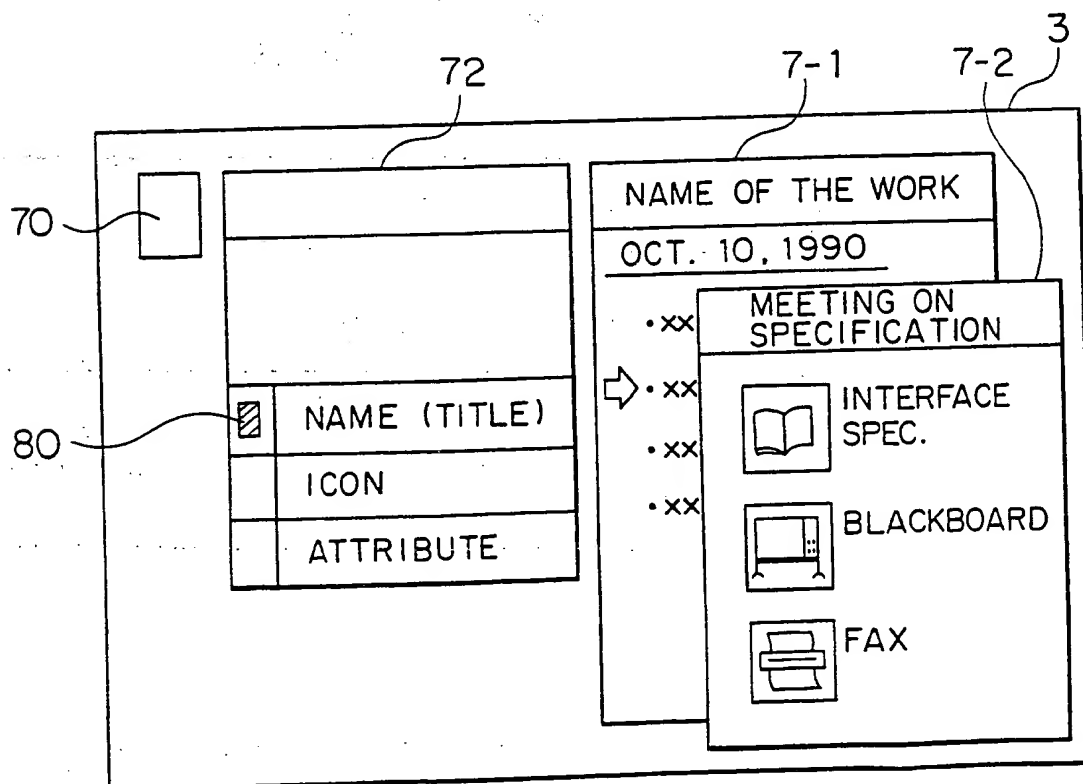 3
72
7-1
7-2
70
NAME OF THE WORK
OCT. 10, 1990
MEETING ON
SPECIFICATION
•xx
•xx
•xx
•xx
INTERFACE
SPEC.
BLACKBOARD
FAX
80
NAME (TITLE)
ICON
ATTRIBUTE